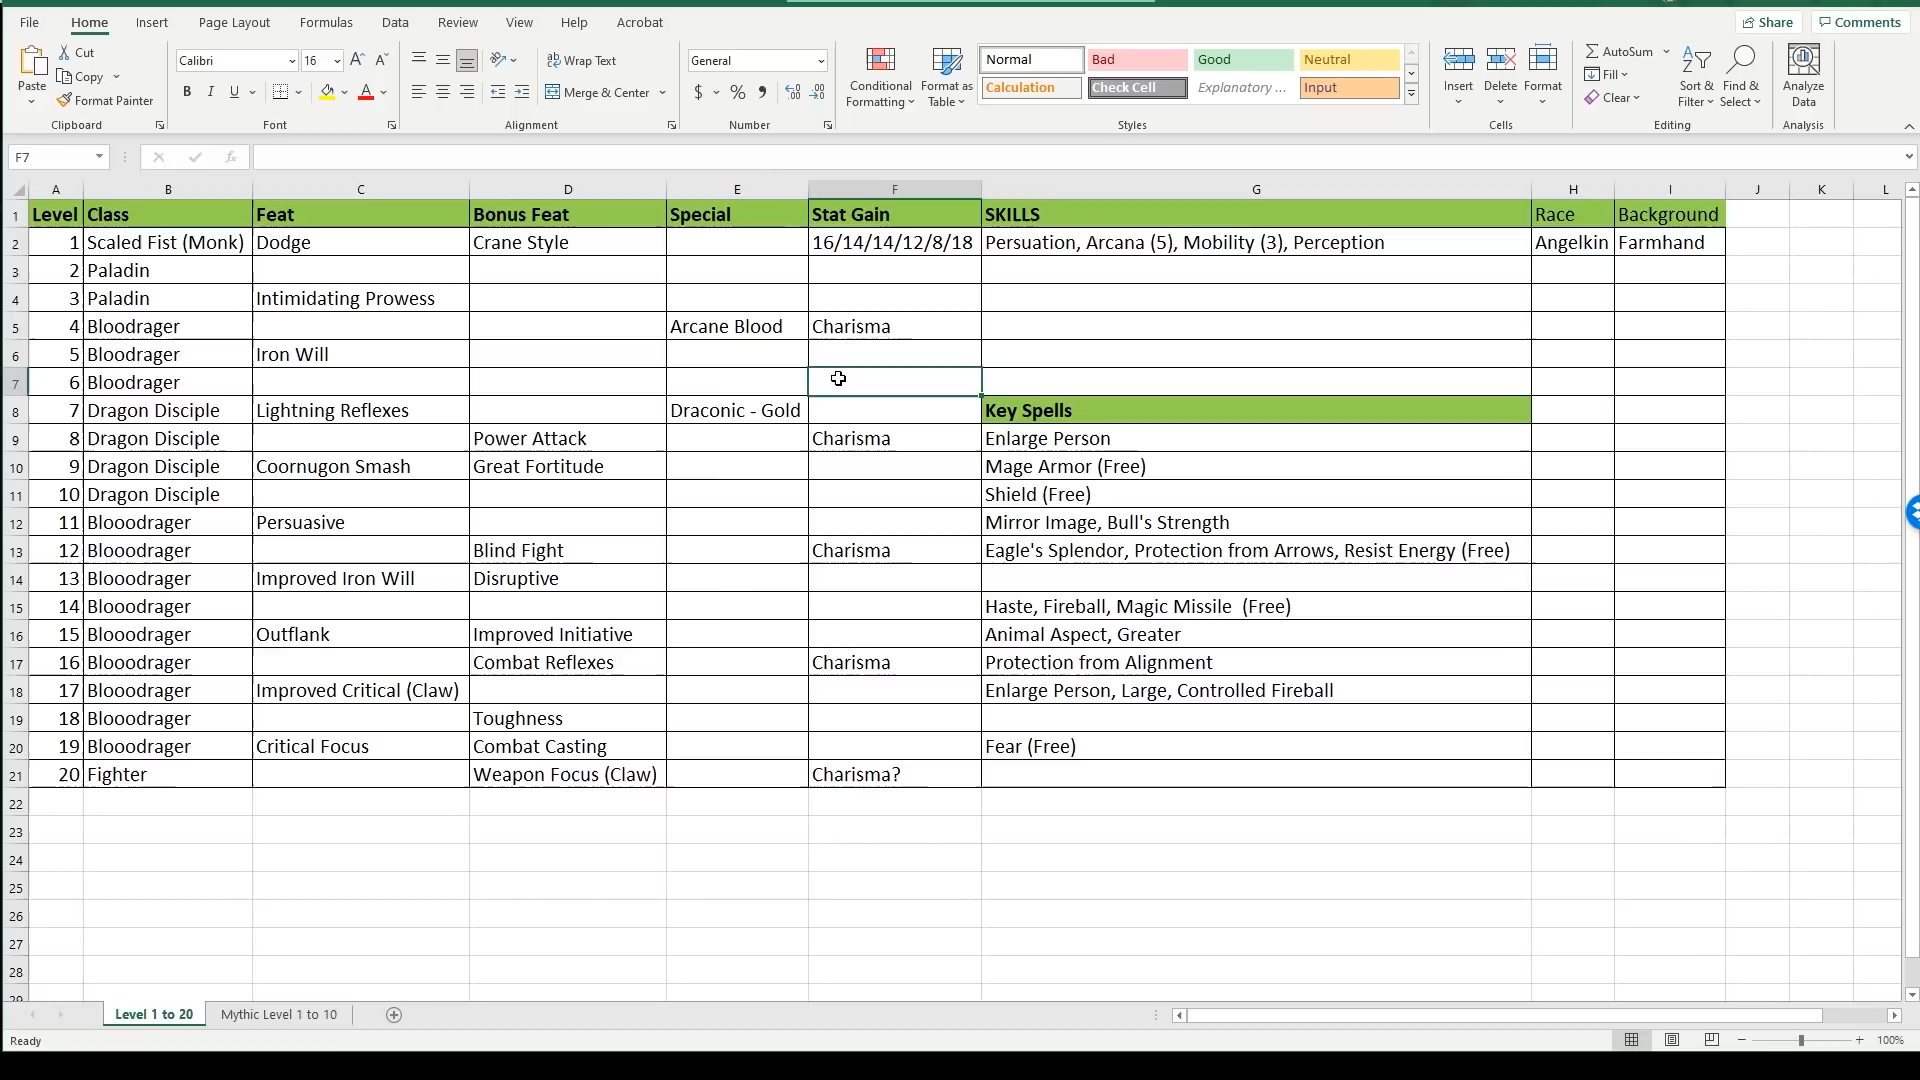 File Home Insert Page Layout Formulas Data Review View Help Acrobat Share Comments
Cut
Copy
Format Painter
Paste
Clipboard
Calibri 16 A A
B I U A
Font
Wrap Text
Merge & Center
Alignment
General
$ % 9
Number
Conditional Formatting
Format as Table
Normal Bad Good Neutral
Calculation Check Cell Explanatory ... Input
Styles
Insert Delete Format
Cells
AutoSum
Fill
Clear
Sort & Filter
Find & Select
Editing
Analyze Data
Analysis
F7 fx
A B C D E F G H I J K L
1 Level Class Feat Bonus Feat Special Stat Gain SKILLS Race Background
2 1 Scaled Fist (Monk) Dodge Crane Style 16/14/14/12/8/18 Persuation, Arcana (5), Mobility (3), Perception Angelkin Farmhand
3 2 Paladin
4 3 Paladin Intimidating Prowess
5 4 Bloodrager Arcane Blood Charisma
6 5 Bloodrager Iron Will
7 6 Bloodrager
8 7 Dragon Disciple Lightning Reflexes Draconic - Gold Key Spells
9 8 Dragon Disciple Power Attack Charisma Enlarge Person
10 9 Dragon Disciple Coornugon Smash Great Fortitude Mage Armor (Free)
11 10 Dragon Disciple Shield (Free)
12 11 Blooodrager Persuasive Mirror Image, Bull's Strength
13 12 Blooodrager Blind Fight Charisma Eagle's Splendor, Protection from Arrows, Resist Energy (Free)
14 13 Blooodrager Improved Iron Will Disruptive
15 14 Blooodrager Haste, Fireball, Magic Missile (Free)
16 15 Blooodrager Outflank Improved Initiative Animal Aspect, Greater
17 16 Blooodrager Combat Reflexes Charisma Protection from Alignment
18 17 Blooodrager Improved Critical (Claw) Enlarge Person, Large, Controlled Fireball
19 18 Blooodrager Toughness
20 19 Blooodrager Critical Focus Combat Casting Fear (Free)
21 20 Fighter Weapon Focus (Claw) Charisma?
22
23
24
25
26
27
28
29
Level 1 to 20 Mythic Level 1 to 10
Ready 100%